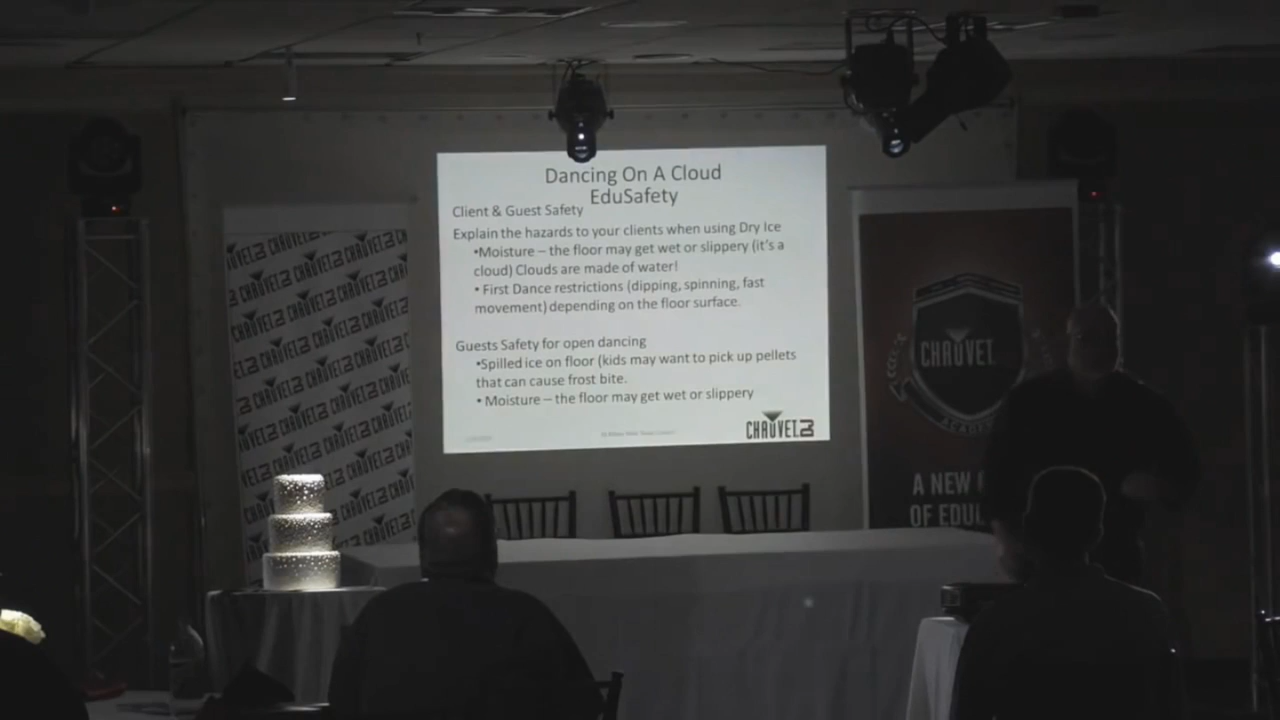 Dancing On A Cloud
EduSafety
Client & Guest Safety
Explain the hazards to your clients when using Dry Ice
•Moisture – the floor may get wet or slippery (it's a
cloud) Clouds are made of water!
• First Dance restrictions (dipping, spinning, fast
movement) depending on the floor surface.
Guests Safety for open dancing
•Spilled ice on floor (kids may want to pick up pellets
that can cause frost bite.
• Moisture – the floor may get wet or slippery
CHAUVET
CHAUVET
CHAUVET
ACADEMY
A NEW
OF EDU